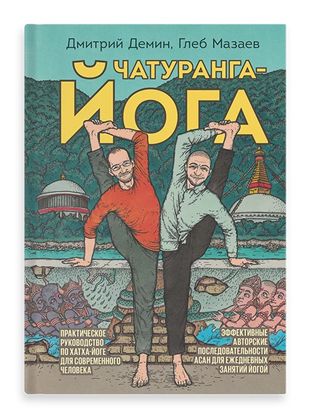 Дмитрий Демин, Глеб Мазаев
ЧАТУРАНГА-
ЙОГА
ПРАКТИЧЕСКОЕ
РУКОВОДСТВО
ПО ХАТХА-ЙОГЕ
ДЛЯ СОВРЕМЕННОГО
ЧЕЛОВЕКА
ЭФФЕКТИВНЫЕ
АВТОРСКИЕ
ПОСЛЕДОВАТЕЛЬНОСТИ
АСАН ДЛЯ ЕЖЕДНЕВНЫХ
ЗАНЯТИЙ ЙОГОЙ